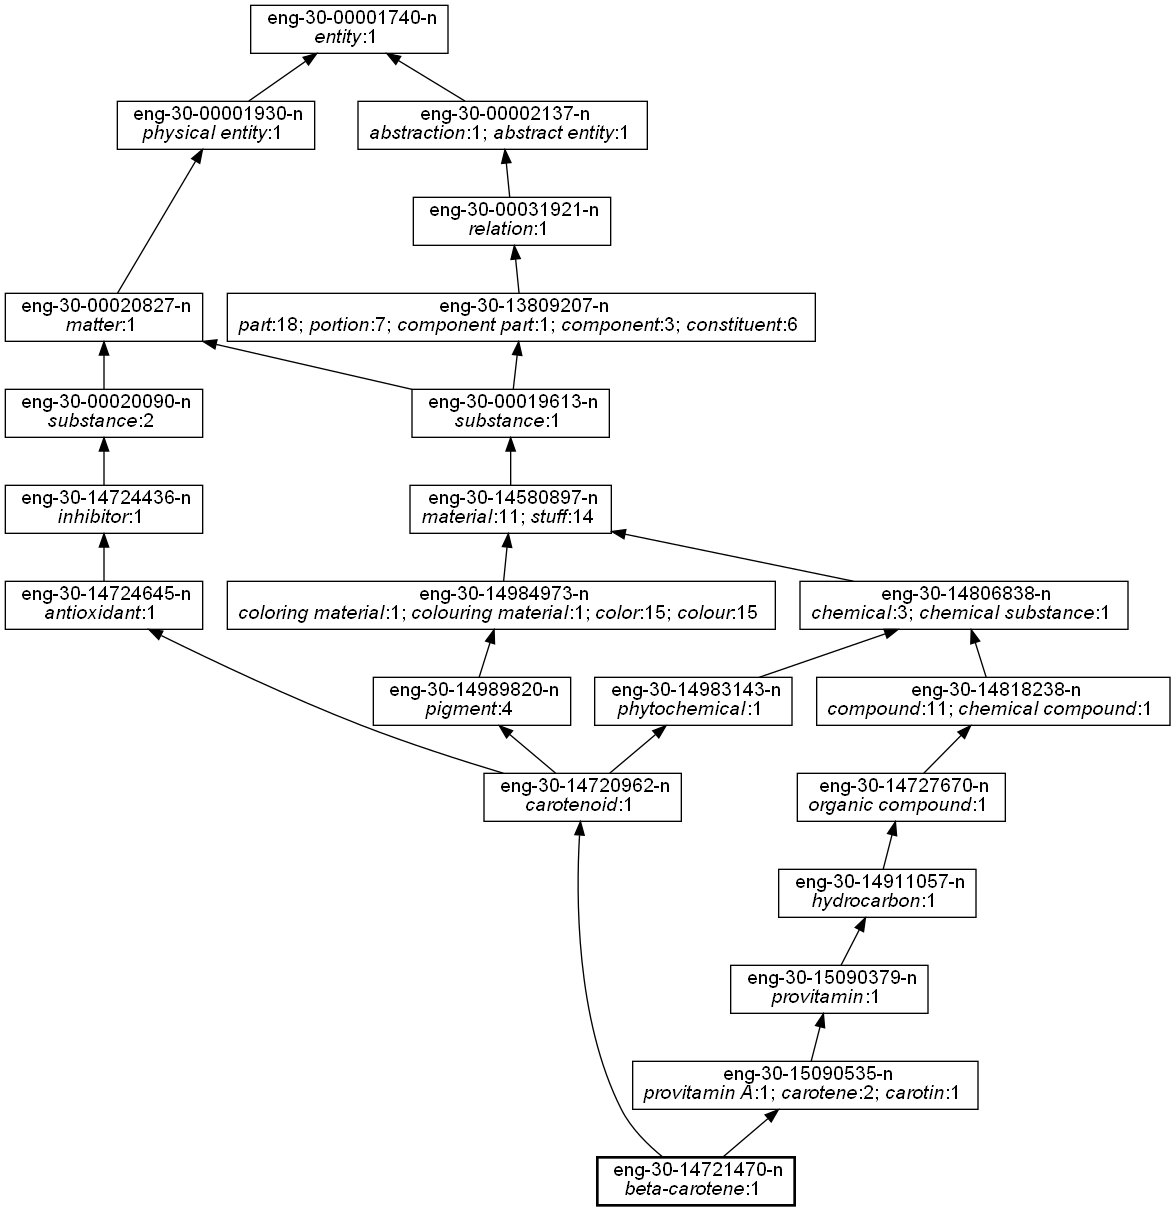 eng-30-00001740-n
entity:1
eng-30-00001930-n
physical entity:1
eng-30-00002137-n
abstraction:1; abstract entity:1
eng-30-00031921-n
relation:1
eng-30-00020827-n
matter:1
eng-30-13809207-n
part:18; portion:7; component part:1; component:3; constituent:6
eng-30-00020090-n
substance:2
eng-30-00019613-n
substance:1
eng-30-14724436-n
inhibitor:1
eng-30-14580897-n
material:11; stuff:14
eng-30-14724645-n
antioxidant:1
eng-30-14984973-n
coloring material:1; colouring material:1; color:15; colour:15
eng-30-14806838-n
chemical:3; chemical substance:1
eng-30-14989820-n
pigment:4
eng-30-14983143-n
phytochemical:1
eng-30-14818238-n
compound:11; chemical compound:1
eng-30-14720962-n
carotenoid:1
eng-30-14727670-n
organic compound:1
eng-30-14911057-n
hydrocarbon:1
eng-30-15090379-n
provitamin:1
eng-30-15090535-n
provitamin A:1; carotene:2; carotin:1
eng-30-14721470-n
beta-carotene:1